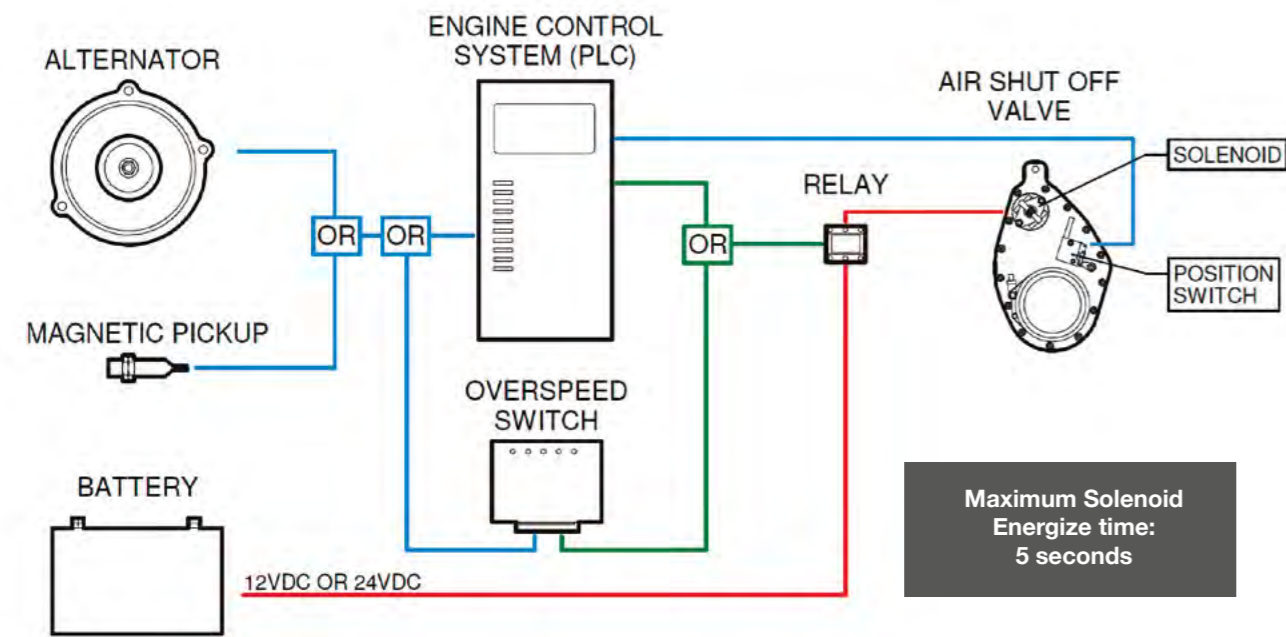 ENGINE CONTROL
SYSTEM (PLC)
ALTERNATOR
AIR SHUT OFF
VALVE
SOLENOID
RELAY
OR
OR
OR
POSITION
SWITCH
MAGNETIC PICKUP
OVERSPEED
SWITCH
BATTERY
12VDC OR 24VDC
Maximum Solenoid
Energize time:
5 seconds